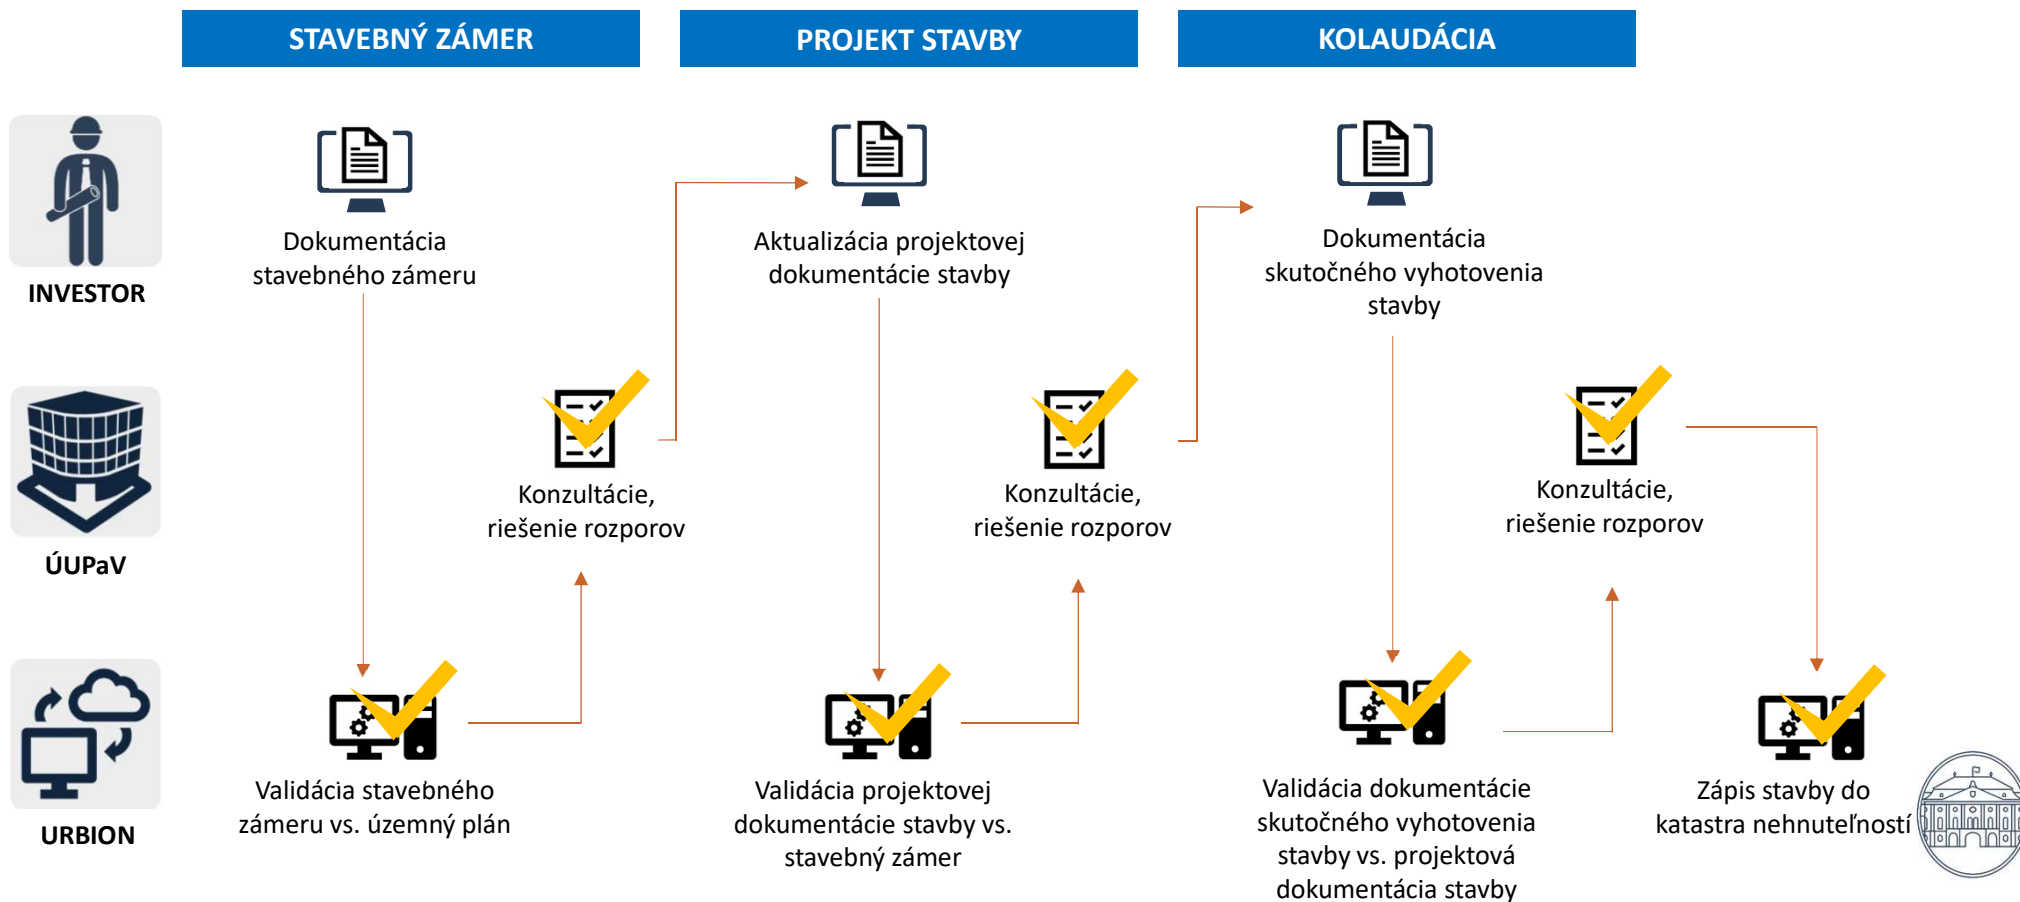 STAVEBNÝ ZÁMER
PROJEKT STAVBY
KOLAUDÁCIA
INVESTOR
Dokumentácia
stavebného zámeru
Aktualizácia projektovej
dokumentácie stavby
Dokumentácia
skutočného vyhotovenia
stavby
ÚUPaV
Konzultácie,
riešenie rozporov
Konzultácie,
riešenie rozporov
Konzultácie,
riešenie rozporov
URBION
Validácia stavebného
zámeru vs. územný plán
Validácia projektovej
dokumentácie stavby vs.
stavebný zámer
Validácia dokumentácie
skutočného vyhotovenia
stavby vs. projektová
dokumentácia stavby
Zápis stavby do
katastra nehnuteľností